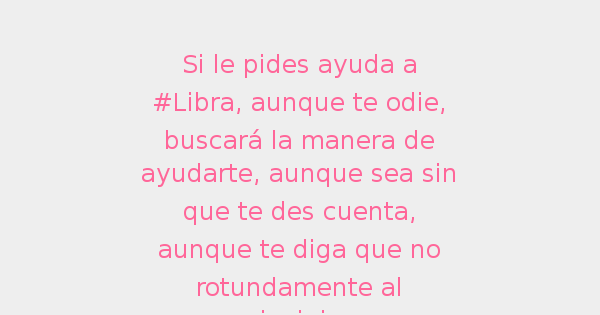 Si le pides ayuda a
#Libra, aunque te odie,
buscará la manera de
ayudarte, aunque sea sin
que te des cuenta,
aunque te diga que no
rotundamente al